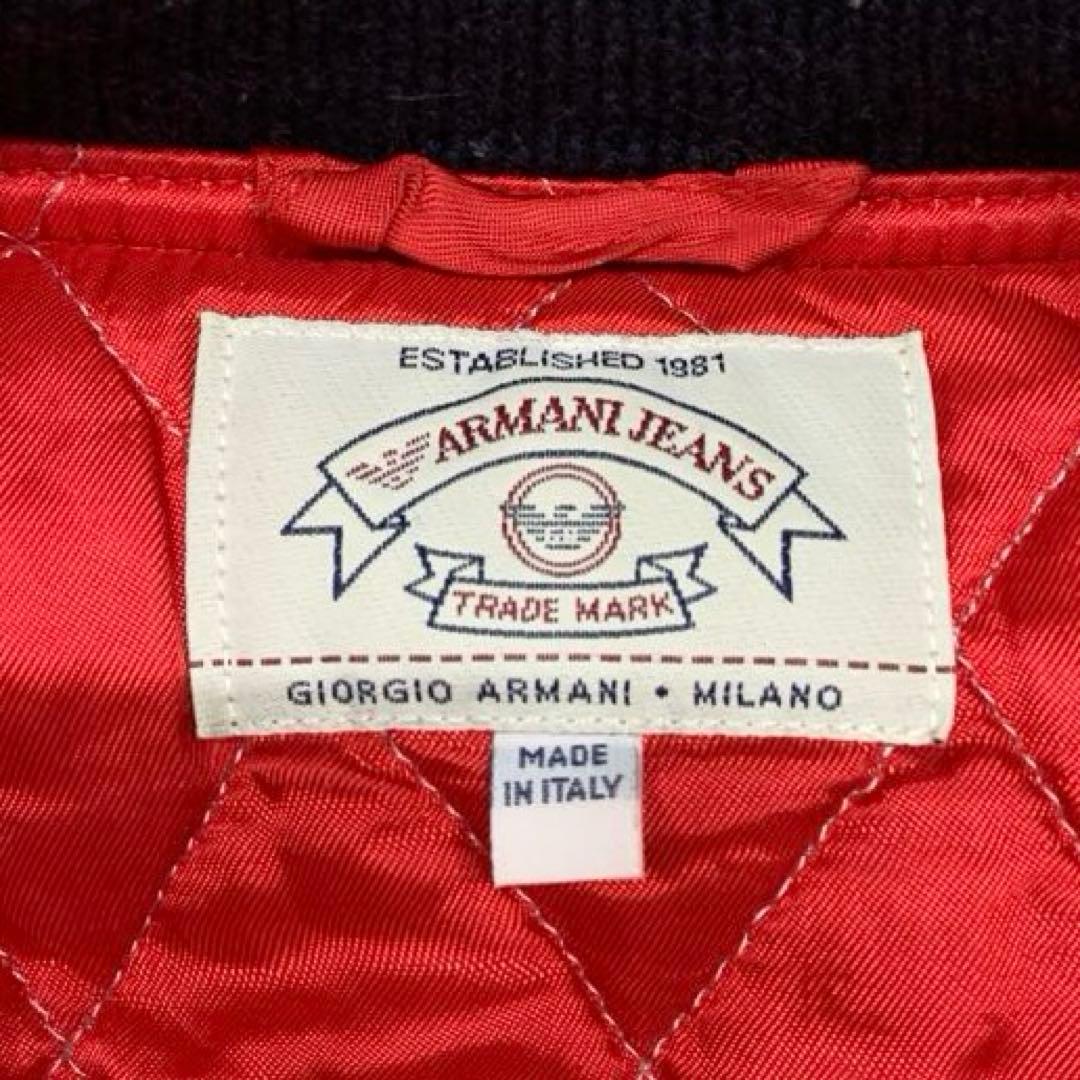 ESTABLISHED 1981
ARMANI JEANS
TRADE MARK
GIORGIO ARMANI • MILANO
MADE
IN ITALY